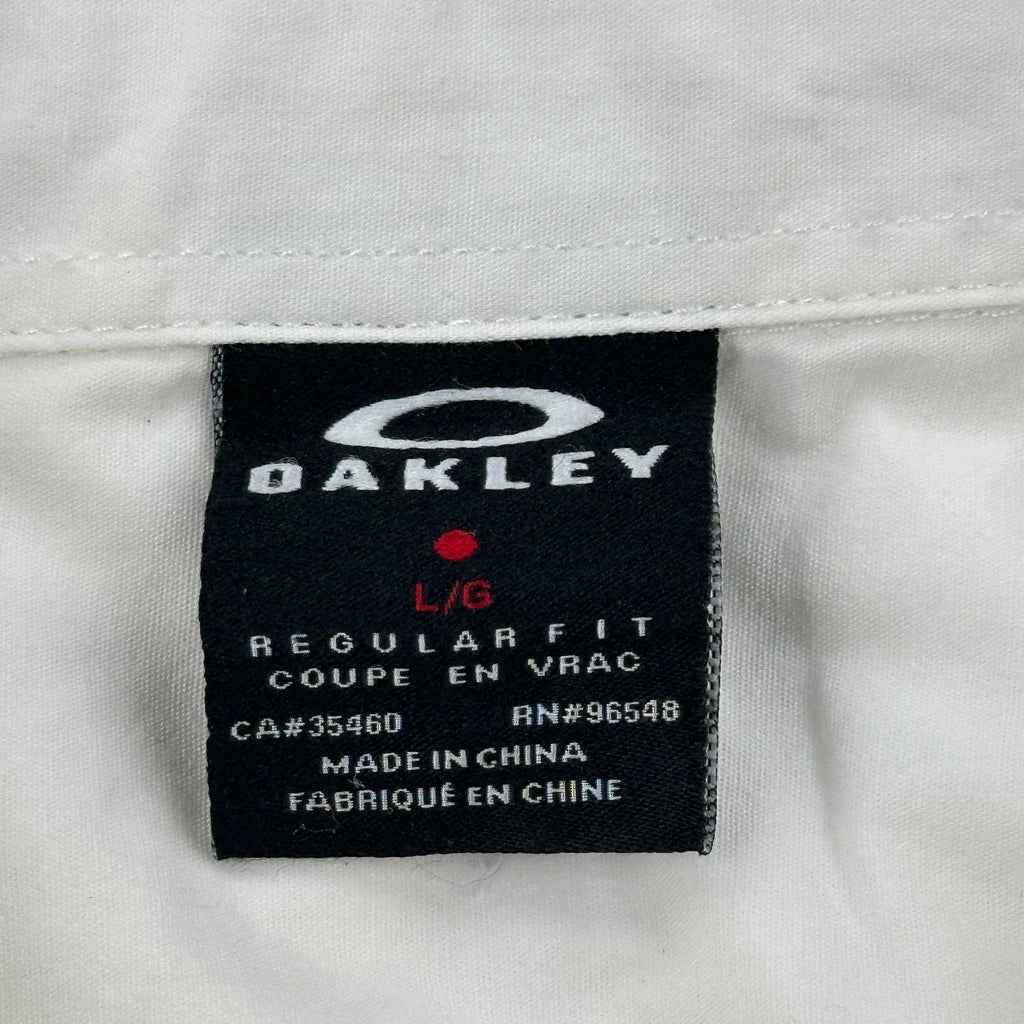 OAKLEY
L/G
REGULAR FIT
COUPE EN VRAC
CA#35460 RN#96548
MADE IN CHINA
FABRIQUÉ EN CHINE